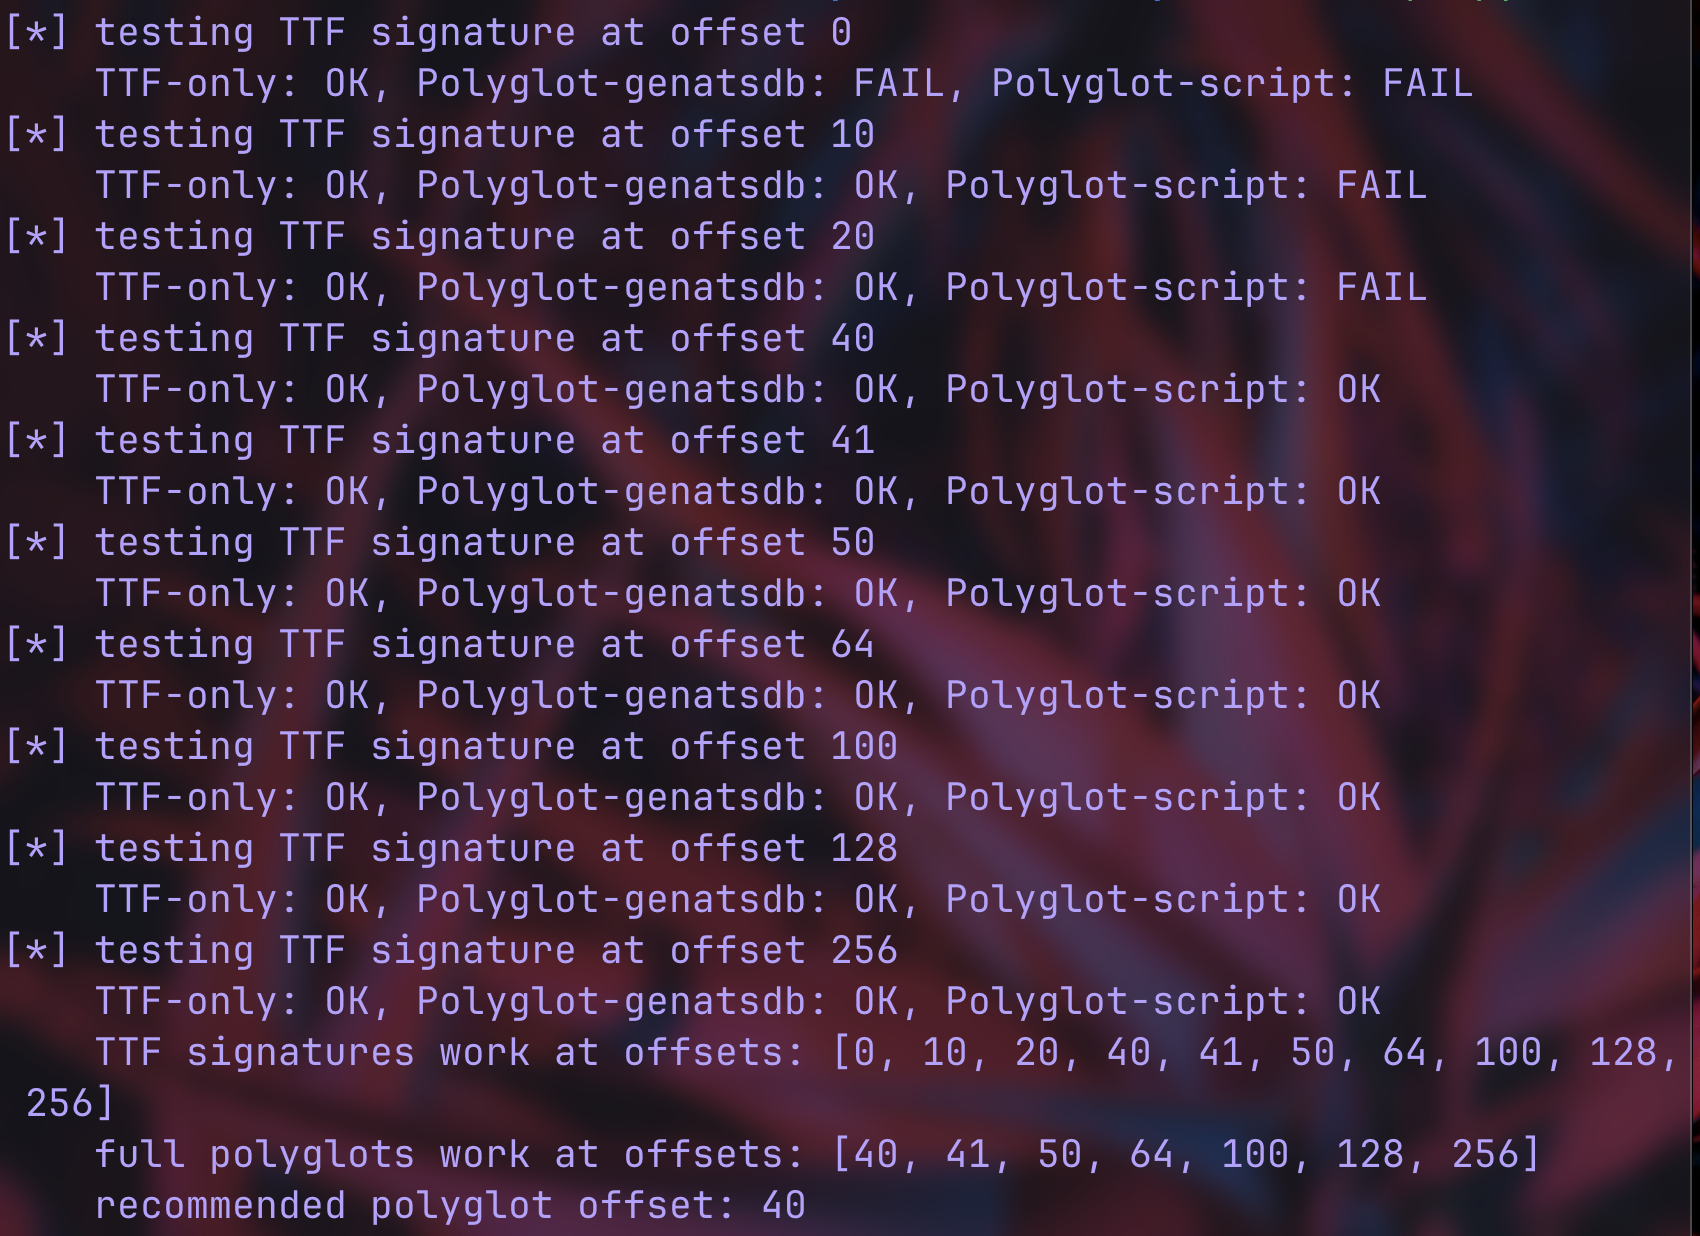 [*] testing TTF signature at offset 0
TTF-only: OK, Polyglot-genatsdb: FAIL, Polyglot-script: FAIL
[*] testing TTF signature at offset 10
TTF-only: OK, Polyglot-genatsdb: OK, Polyglot-script: FAIL
[*] testing TTF signature at offset 20
TTF-only: OK, Polyglot-genatsdb: OK, Polyglot-script: FAIL
[*] testing TTF signature at offset 40
TTF-only: OK, Polyglot-genatsdb: OK, Polyglot-script: OK
[*] testing TTF signature at offset 41
TTF-only: OK, Polyglot-genatsdb: OK, Polyglot-script: OK
[*] testing TTF signature at offset 50
TTF-only: OK, Polyglot-genatsdb: OK, Polyglot-script: OK
[*] testing TTF signature at offset 64
TTF-only: OK, Polyglot-genatsdb: OK, Polyglot-script: OK
[*] testing TTF signature at offset 100
TTF-only: OK, Polyglot-genatsdb: OK, Polyglot-script: OK
[*] testing TTF signature at offset 128
TTF-only: OK, Polyglot-genatsdb: OK, Polyglot-script: OK
[*] testing TTF signature at offset 256
TTF-only: OK, Polyglot-genatsdb: OK, Polyglot-script: OK
TTF signatures work at offsets: [0, 10, 20, 40, 41, 50, 64, 100, 128,
256]
full polyglots work at offsets: [40, 41, 50, 64, 100, 128, 256]
recommended polyglot offset: 40